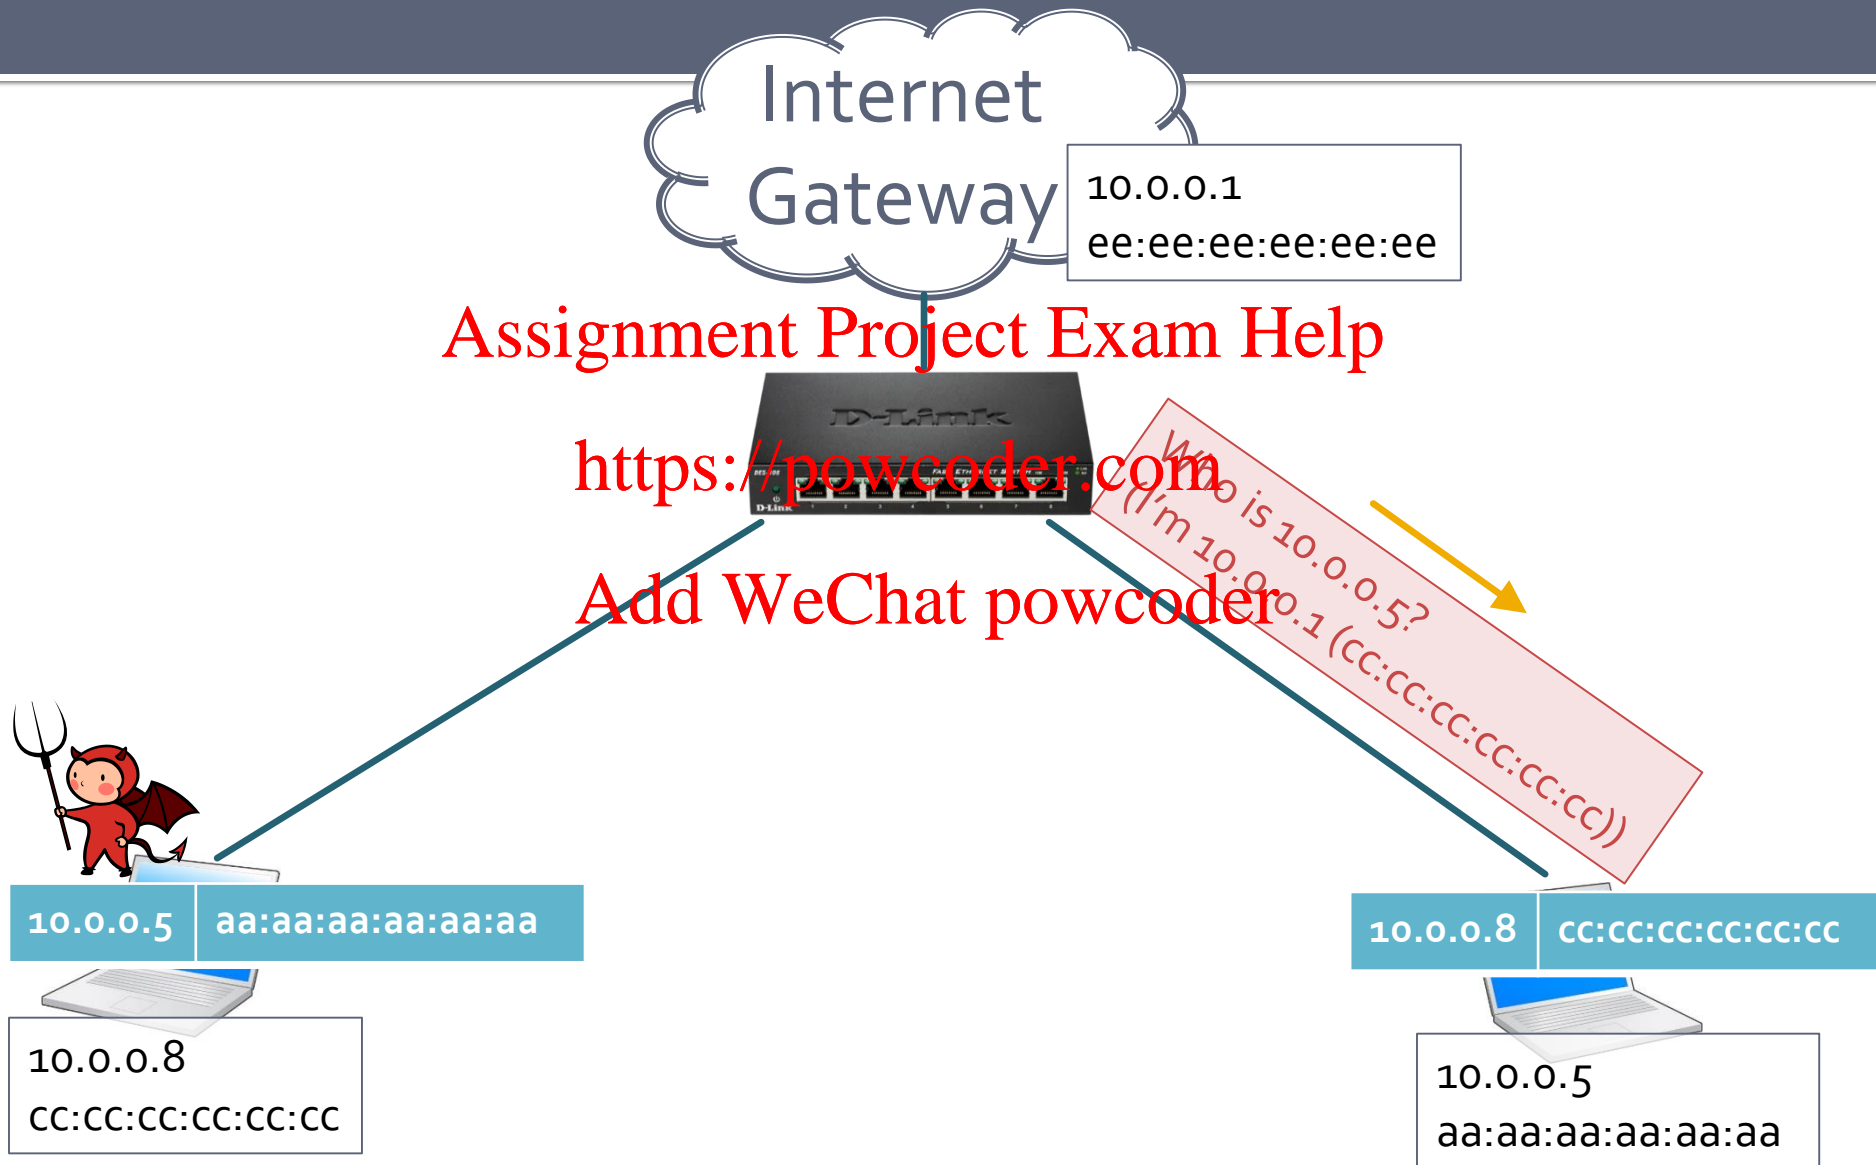 Internet
Gateway
10.0.0.1
ee:ee:ee:ee:ee:ee
Assignment Project Exam Help
D-Link
https://powcoder.com
D-Link
Who is 10.0.0.5?
(I'm 10.0.0.1 (cc:cc:cc:cc:cc:cc))
Add WeChat powcoder
10.0.0.5 aa:aa:aa:aa:aa:aa
10.0.0.8 cc:cc:cc:cc:cc:cc
10.0.0.8
cc:cc:cc:cc:cc:cc
10.0.0.5
aa:aa:aa:aa:aa:aa